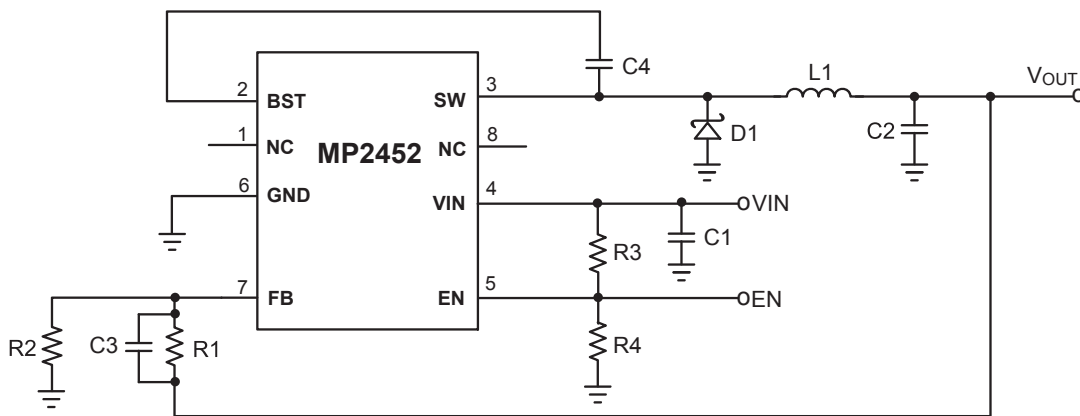 C4
L1
VOUT
2
BST
3
SW
D1
C2
1
NC
MP2452
8
NC
6
GND
4
VIN
VIN
C1
R3
7
FB
5
EN
EN
R2
C3
R1
R4